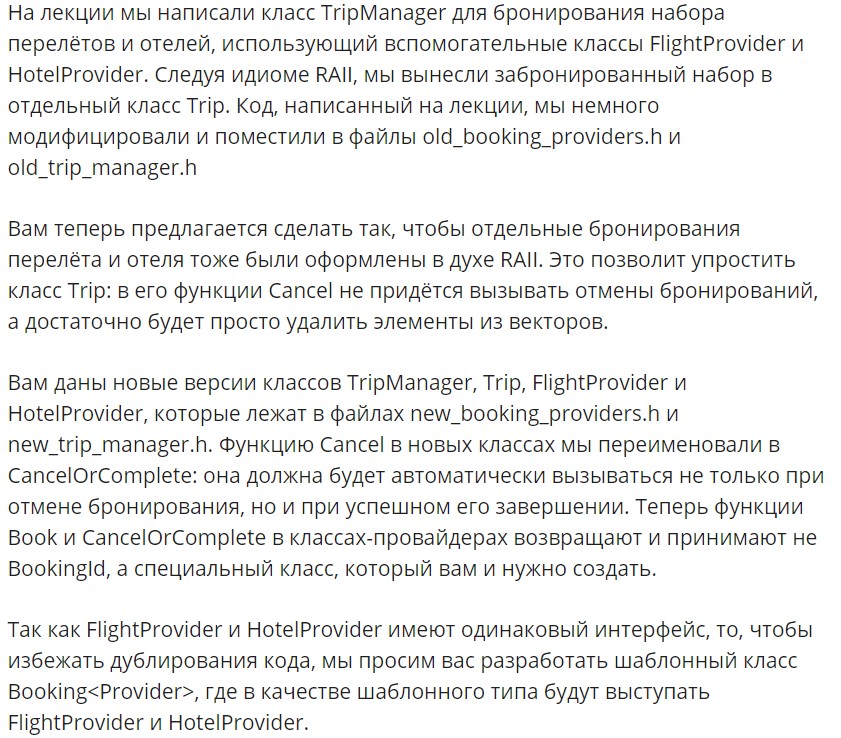 На лекции мы написали класс TripManager для бронирования набора
перелётов и отелей, использующий вспомогательные классы FlightProvider и
HotelProvider. Следуя идиоме RAII, мы вынесли забронированный набор в
отдельный класс Trip. Код, написанный на лекции, мы немного
модифицировали и поместили в файлы old_booking_providers.h и
old_trip_manager.h
Вам теперь предлагается сделать так, чтобы отдельные бронирования
перелёта и отеля тоже были оформлены в духе RAII. Это позволит упростить
класс Trip: в его функции Cancel не придётся вызывать отмены бронирований,
а достаточно будет просто удалить элементы из векторов.
Вам даны новые версии классов TripManager, Trip, FlightProvider и
HotelProvider, которые лежат в файлах new_booking_providers.h и
new_trip_manager.h. Функцию Cancel в новых классах мы переименовали в
CancelOrComplete: она должна будет автоматически вызываться не только при
отмене бронирования, но и при успешном его завершении. Теперь функции
Book и CancelOrComplete в классах-провайдерах возвращают и принимают не
BookingId, а специальный класс, который вам и нужно создать.
Так как FlightProvider и HotelProvider имеют одинаковый интерфейс, то, чтобы
избежать дублирования кода, мы просим вас разработать шаблонный класс
Booking<Provider>, где в качестве шаблонного типа будут выступать
FlightProvider и HotelProvider.